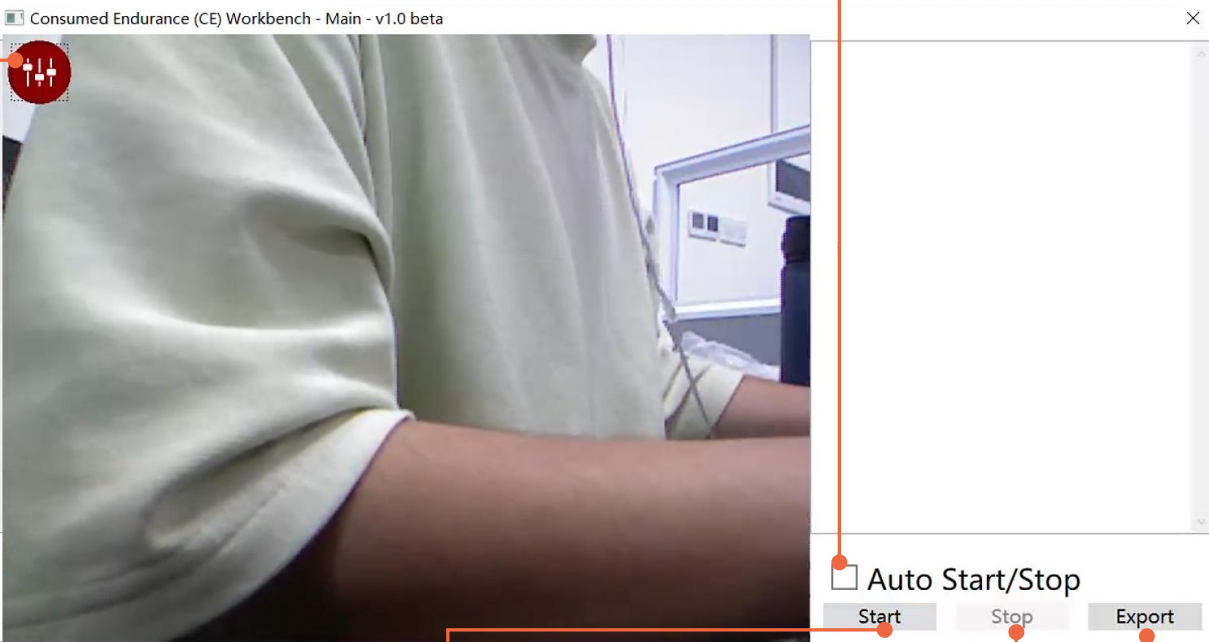 Consumed Endurance (CE) Workbench - Main - v1.0 beta
Auto Start/Stop
Start Stop Export